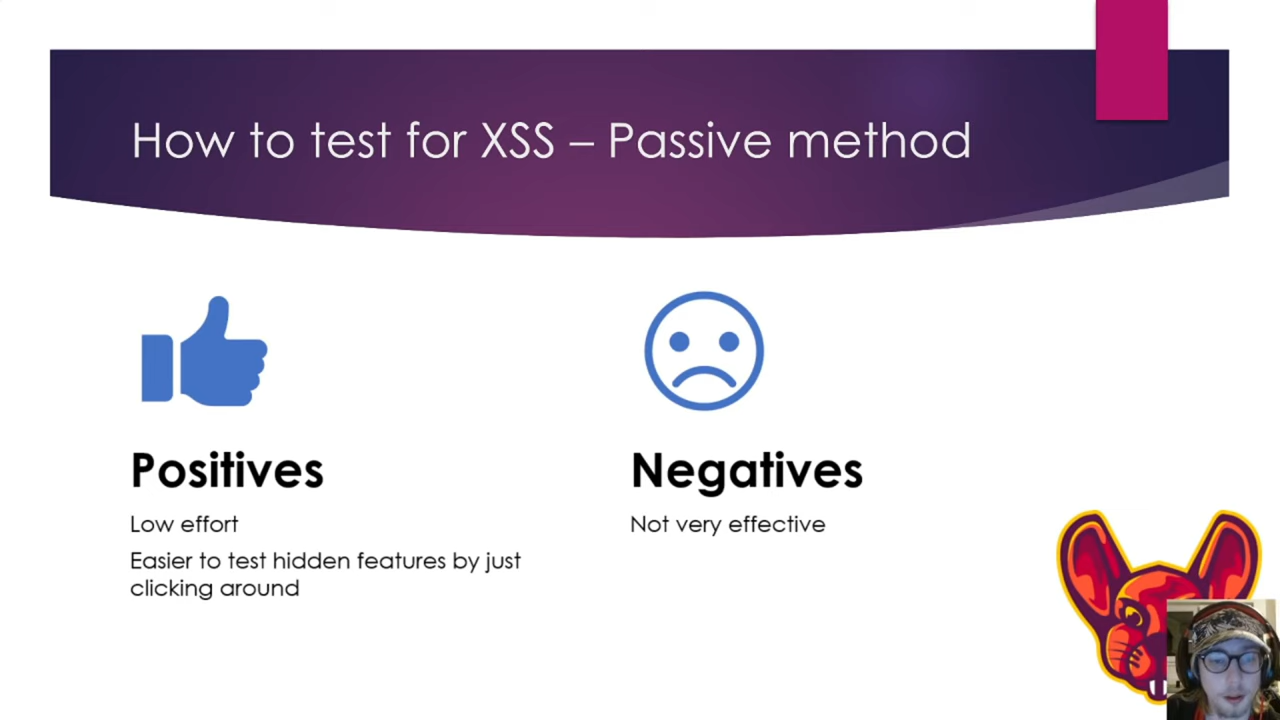 How to test for XSS – Passive method
Positives
Low effort
Easier to test hidden features by just
clicking around
Negatives
Not very effective